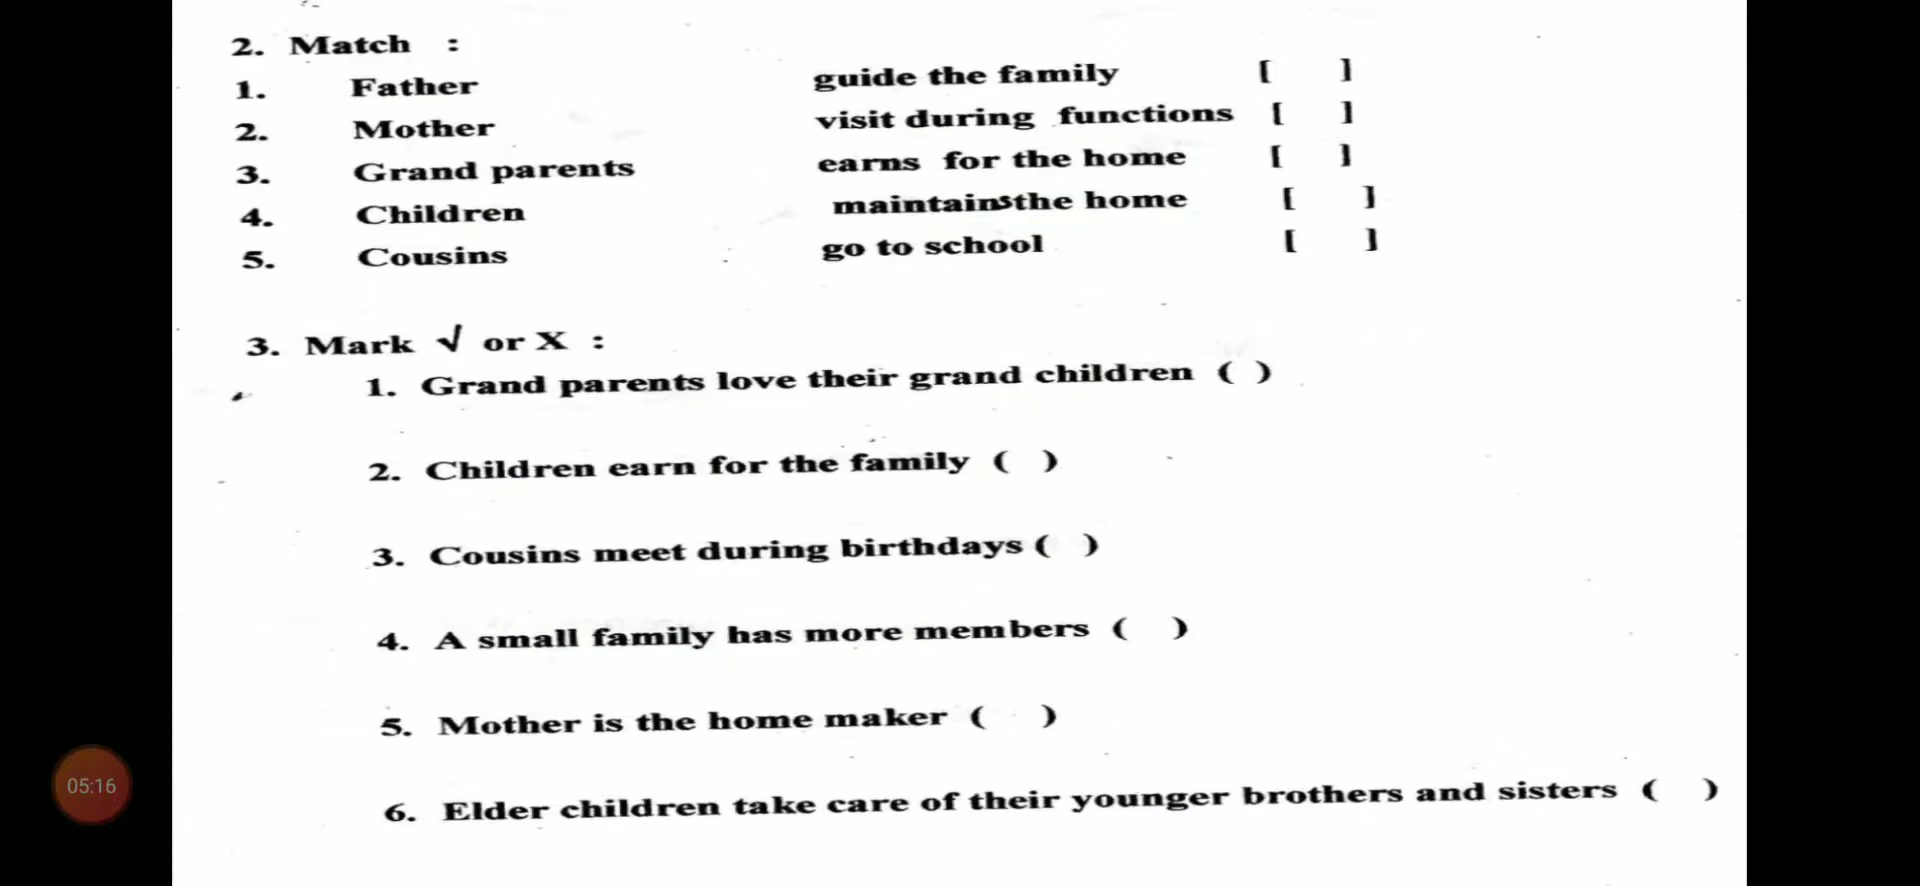 2. Match :
1. Father guide the family [ ]
2. Mother visit during functions [ ]
3. Grand parents earns for the home [ ]
4. Children maintains the home [ ]
5. Cousins go to school [ ]
3. Mark √ or X :
1. Grand parents love their grand children ( )
2. Children earn for the family ( )
3. Cousins meet during birthdays ( )
4. A small family has more members ( )
5. Mother is the home maker ( )
05:16
6. Elder children take care of their younger brothers and sisters ( )